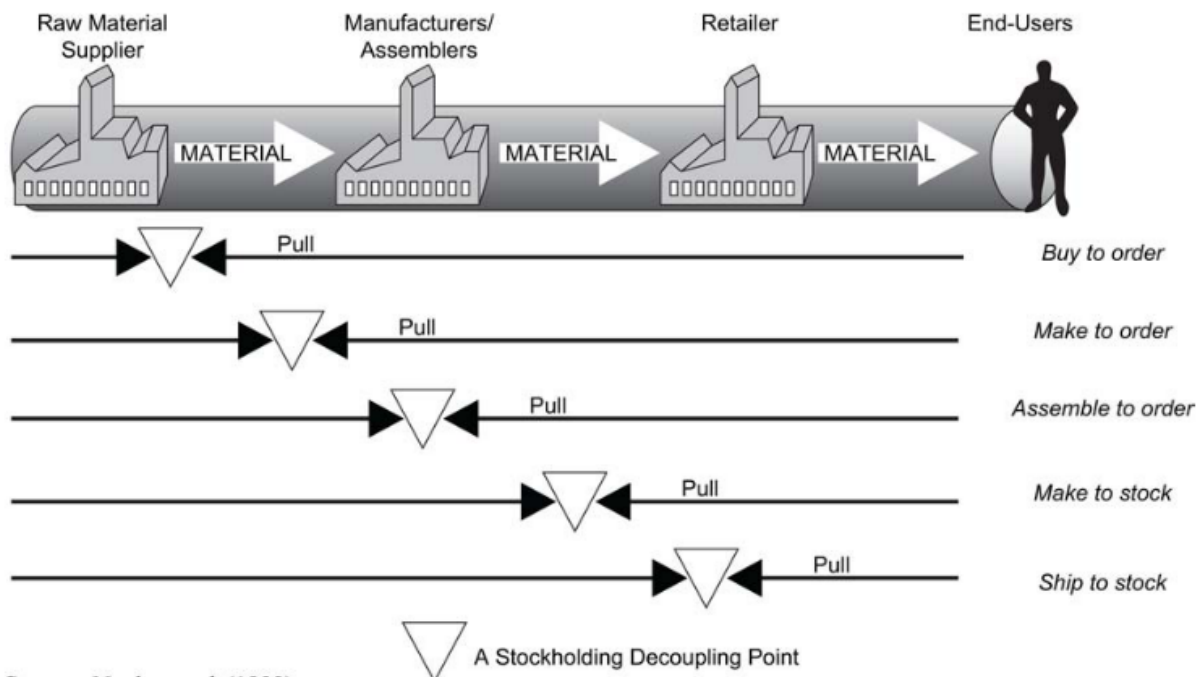 Raw Material
Supplier
Manufacturers/
Assemblers
Retailer
End-Users
MATERIAL
MATERIAL
MATERIAL
Pull
Buy to order
Pull
Make to order
Pull
Assemble to order
Pull
Make to stock
Pull
Ship to stock
A Stockholding Decoupling Point